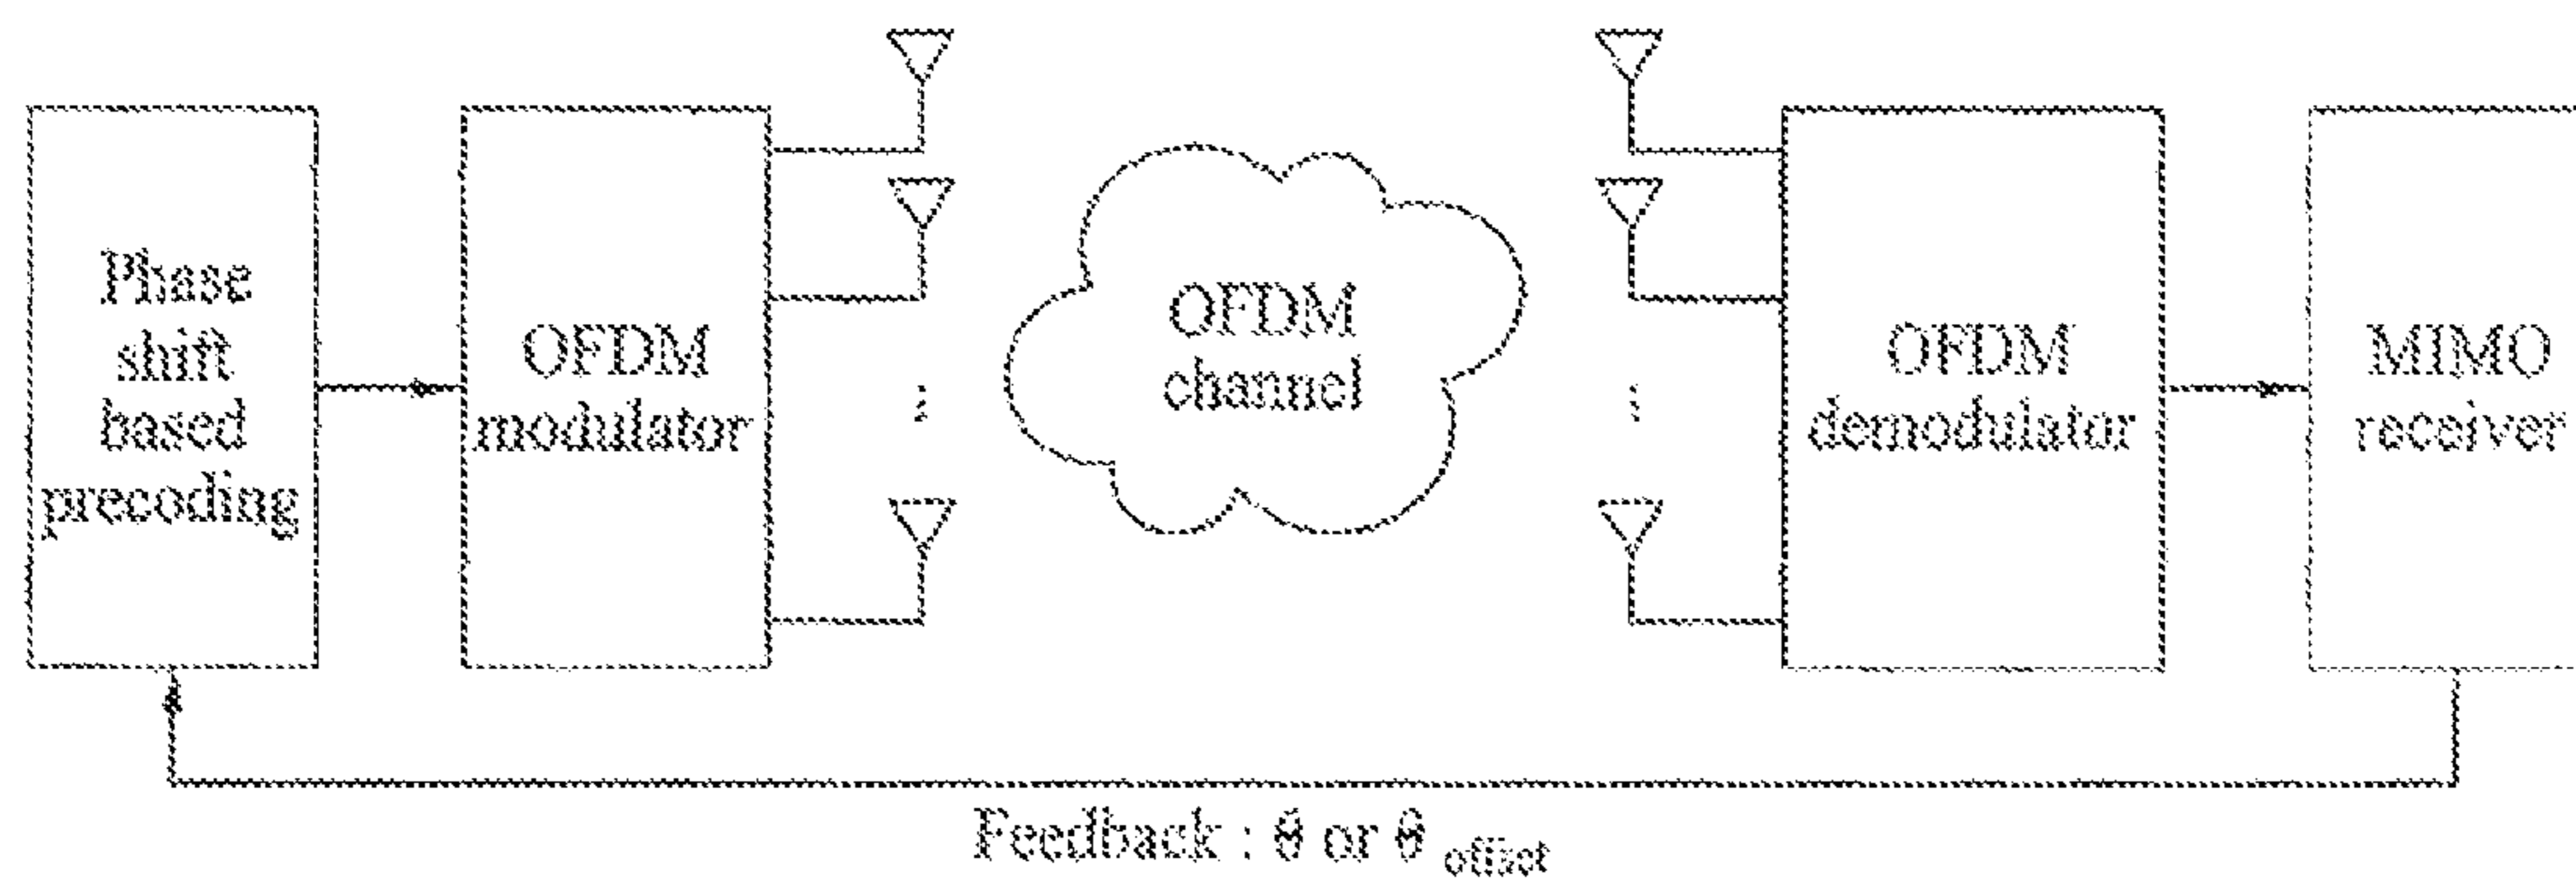 Phase
shift
based
precoding
OFDM
modulator
OFDM
channel
OFDM
demodulator
MIMO
receiver
Feedback : θ or θ offset